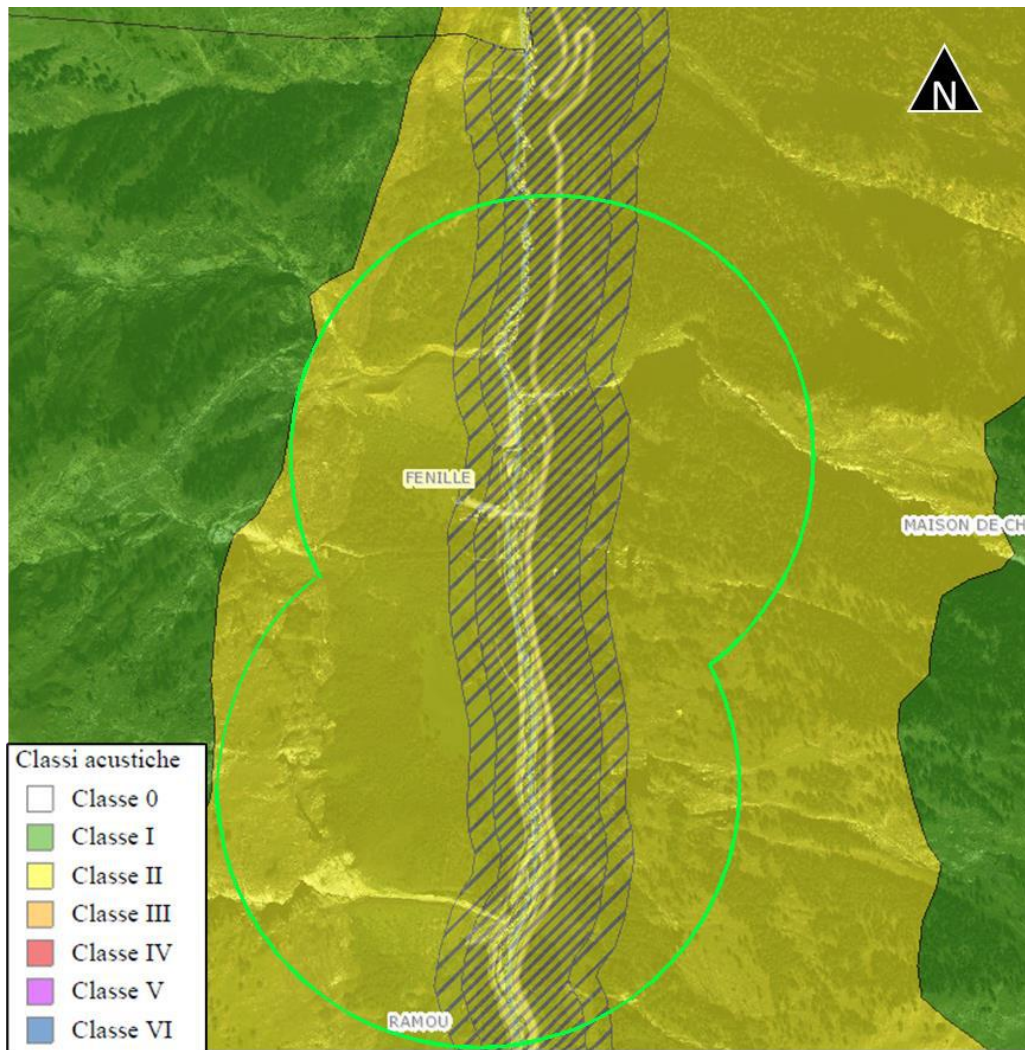 N
FENILLE
MAISON DE CH
Classi acustiche
Classe 0
Classe I
Classe II
Classe III
Classe IV
Classe V
Classe VI
RAMOU